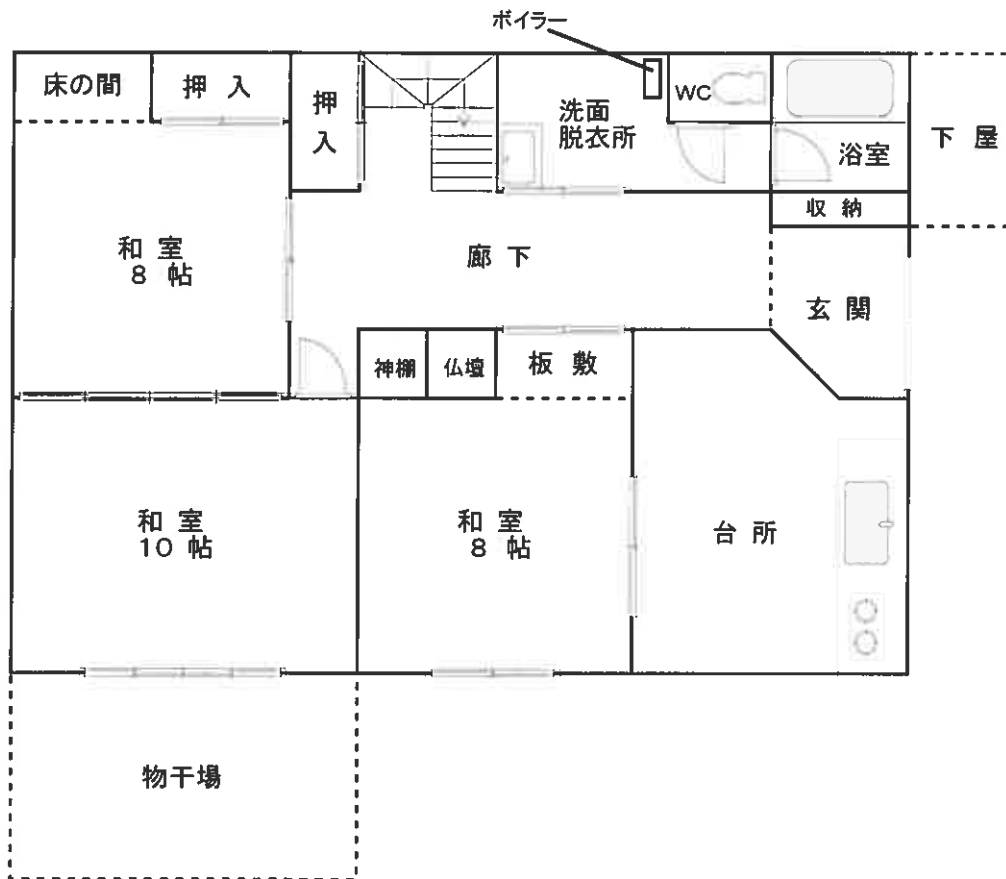 ボイラー
床の間
押入
押入
洗面
脱衣所
WC
浴室
下屋
収納
和室
8帖
廊下
玄関
神棚
仏壇
板敷
和室
10帖
和室
8帖
台所
物干場